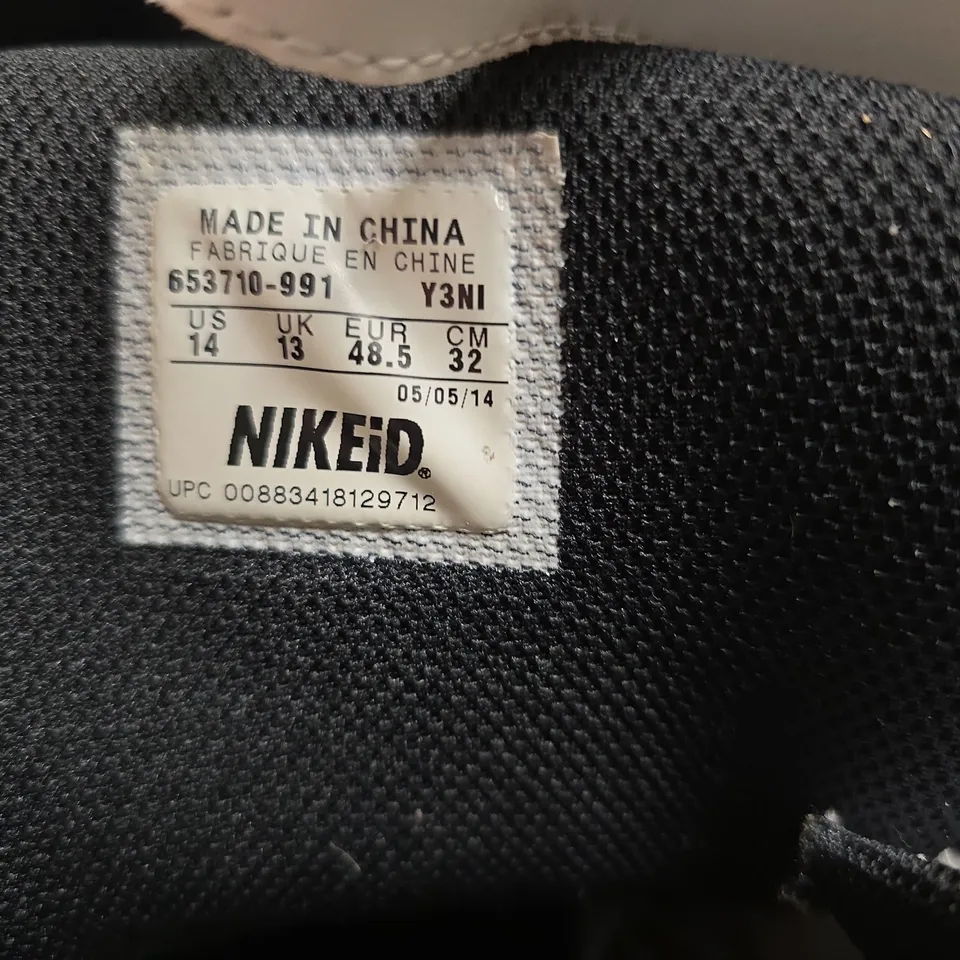 MADE IN CHINA
FABRIQUE EN CHINE
653710-991 Y3NI
US UK EUR CM
14 13 48.5 32
05/05/14
NIKEiD®
UPC 00883418129712